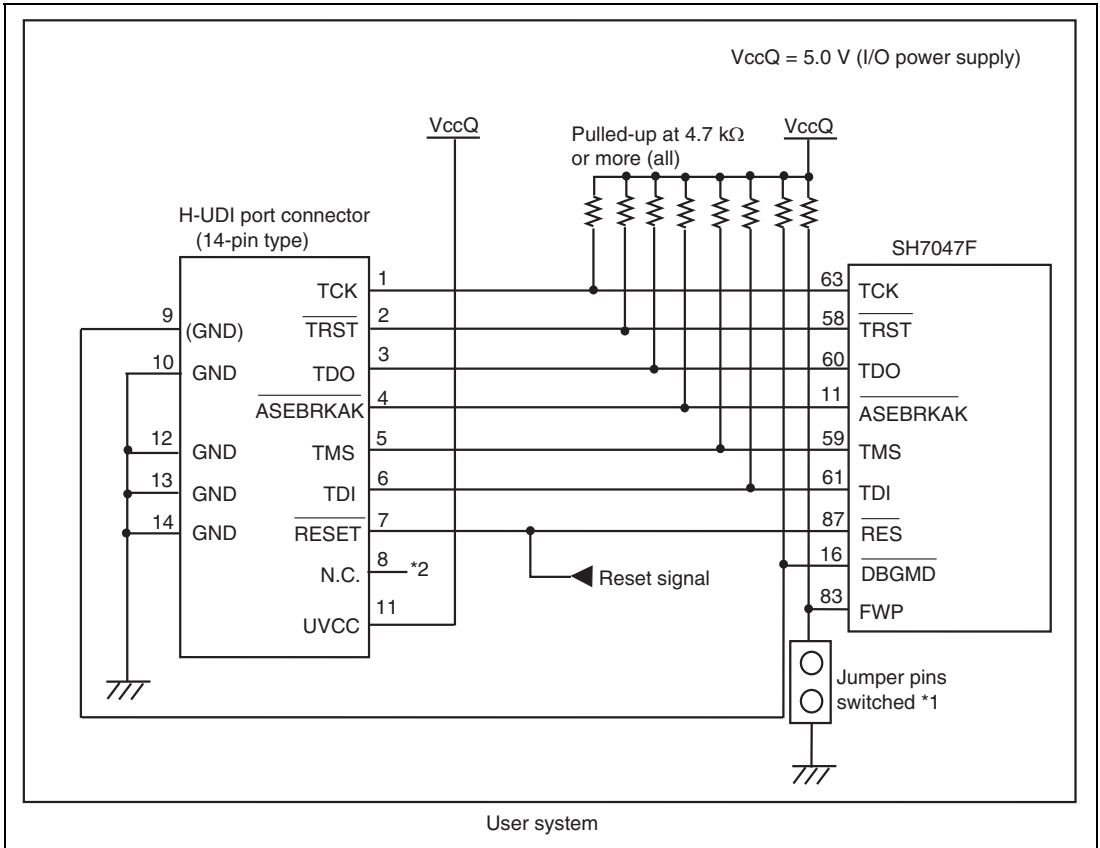 VccQ = 5.0 V (I/O power supply)
VccQ
Pulled-up at 4.7 kΩ
or more (all)
VccQ
H-UDI port connector
(14-pin type)
SH7047F
TCK 1 63 TCK
9 (GND) TRST 2 58 TRST
10 GND TDO 3 60 TDO
ASEBRKAK 4 11 ASEBRKAK
12 GND TMS 5 59 TMS
13 GND TDI 6 61 TDI
14 GND RESET 7 87 RES
Reset signal
N.C. 8 *2 16 DBGMD
UVCC 11 83 FWP
Jumper pins
switched *1
User system